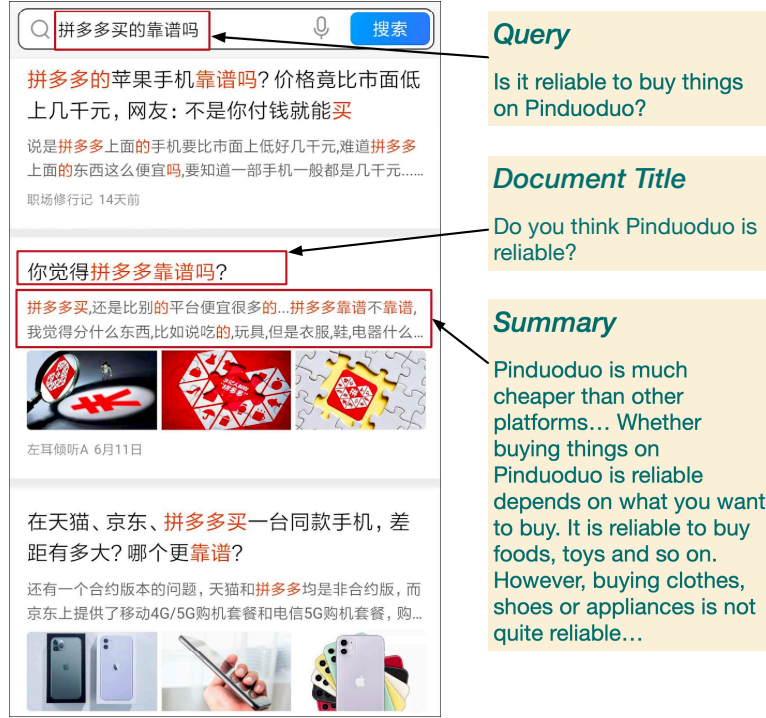 拼多多买的靠谱吗
搜索
拼多多的苹果手机靠谱吗？价格竟比市面低
上几千元，网友：不是你付钱就能买
说是拼多多上面的手机要比市面上低好几千元,难道拼多多
上面的东西这么便宜吗,要知道一部手机一般都是几千元......
职场修行记 14天前
你觉得拼多多靠谱吗?
拼多多买,还是比别的平台便宜很多的...拼多多靠谱不靠谱,
我觉得分什么东西,比如说吃的,玩具,但是衣服,鞋,电器什么...
左耳倾听A 6月11日
在天猫、京东、拼多多买一台同款手机，差
距有多大？哪个更靠谱？
还有一个合约版本的问题，天猫和拼多多均是非合约版，而
京东上提供了移动4G/5G购机套餐和电信5G购机套餐，购...
Query
Is it reliable to buy things
on Pinduoduo?
Document Title
Do you think Pinduoduo is
reliable?
Summary
Pinduoduo is much
cheaper than other
platforms… Whether
buying things on
Pinduoduo is reliable
depends on what you want
to buy. It is reliable to buy
foods, toys and so on.
However, buying clothes,
shoes or appliances is not
quite reliable…